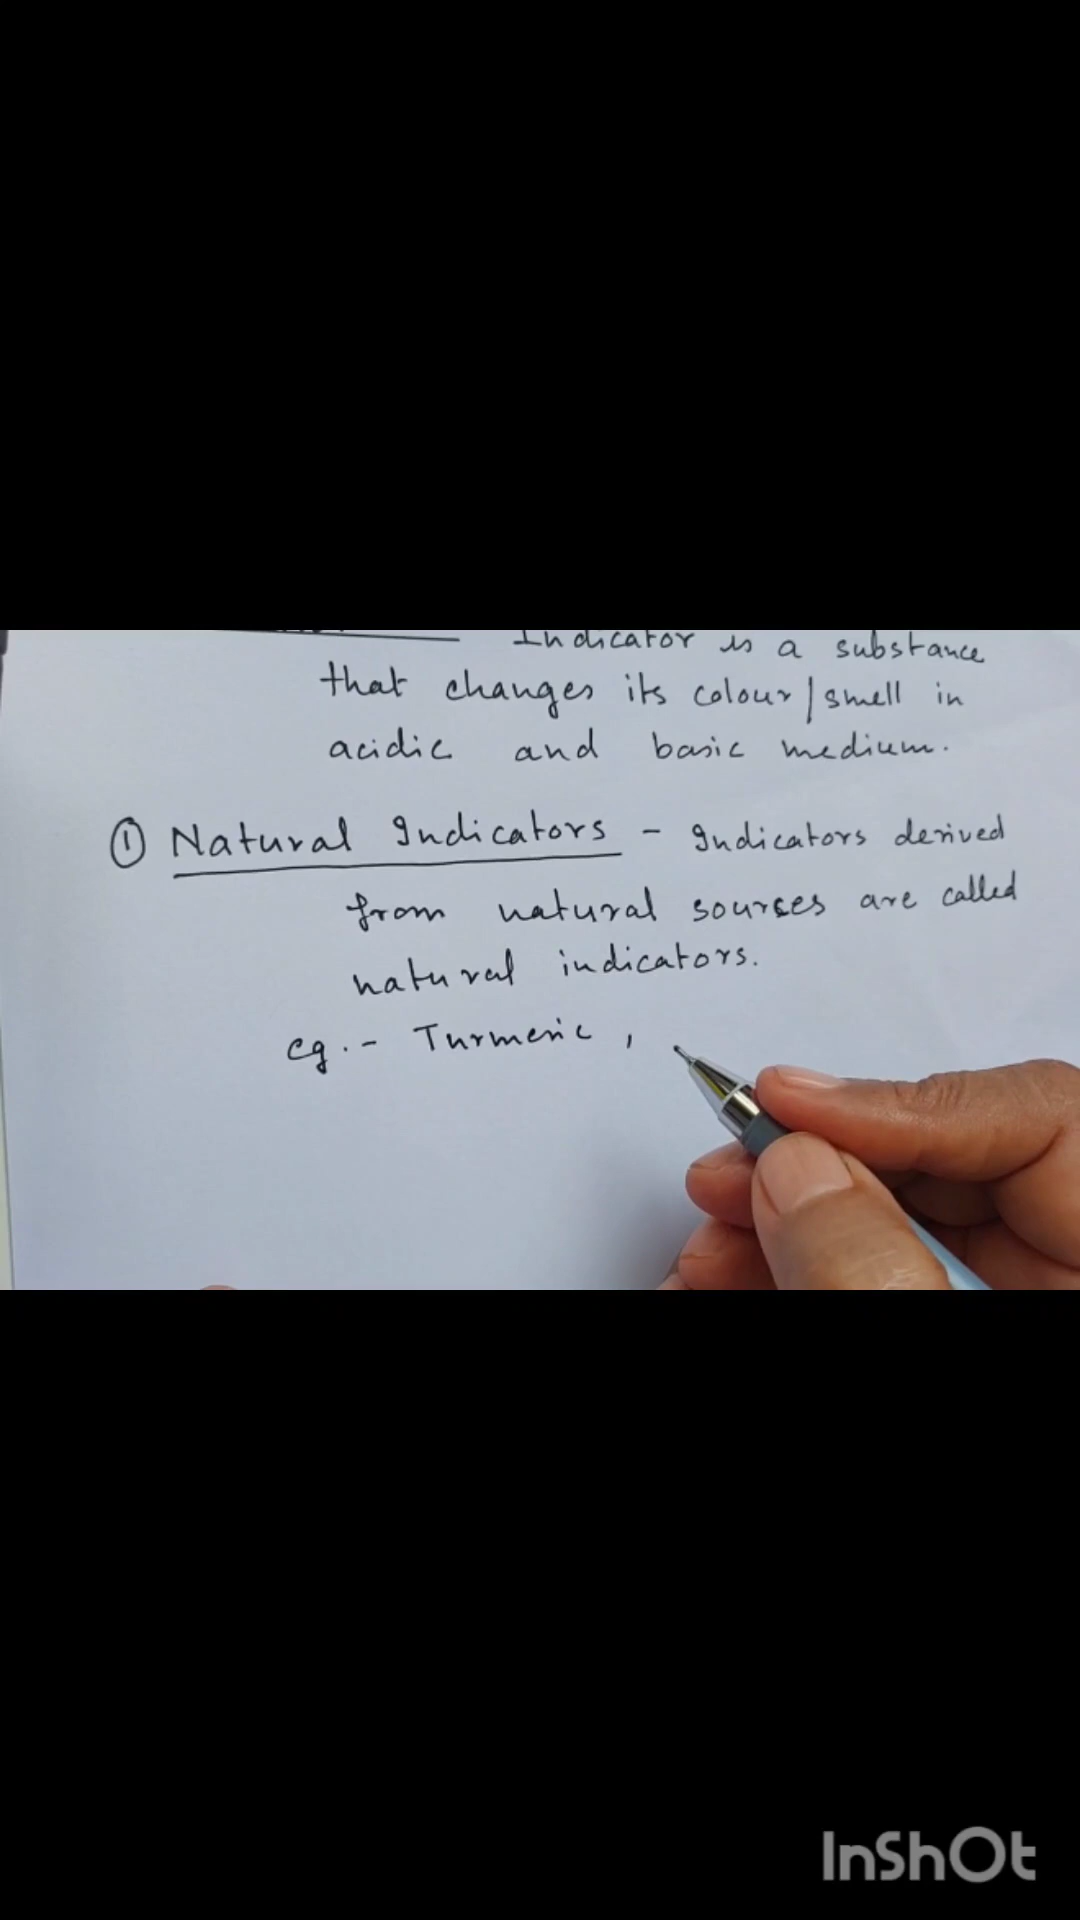 Indicator is a substance
that changes its colour/smell in
acidic and basic medium.
① Natural Indicators - Indicators derived
from natural sources are called
natural indicators.
eg.- Turmeric ,
InShOt